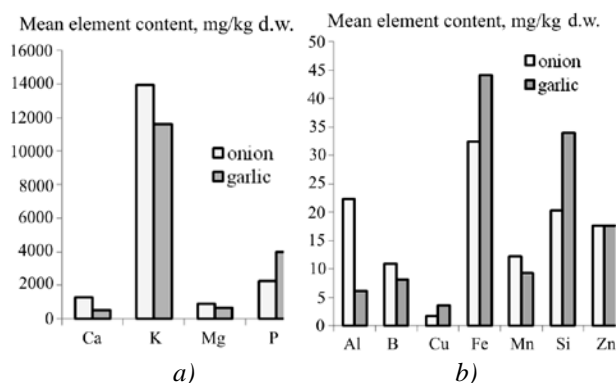 Mean element content, mg/kg d.w.
16000
14000
12000
10000
8000
6000
4000
2000
0
onion
garlic
Ca K Mg P
a)
Mean element content, mg/kg d.w.
50
45
40
35
30
25
20
15
10
5
0
onion
garlic
Al B Cu Fe Mn Si Zn
b)